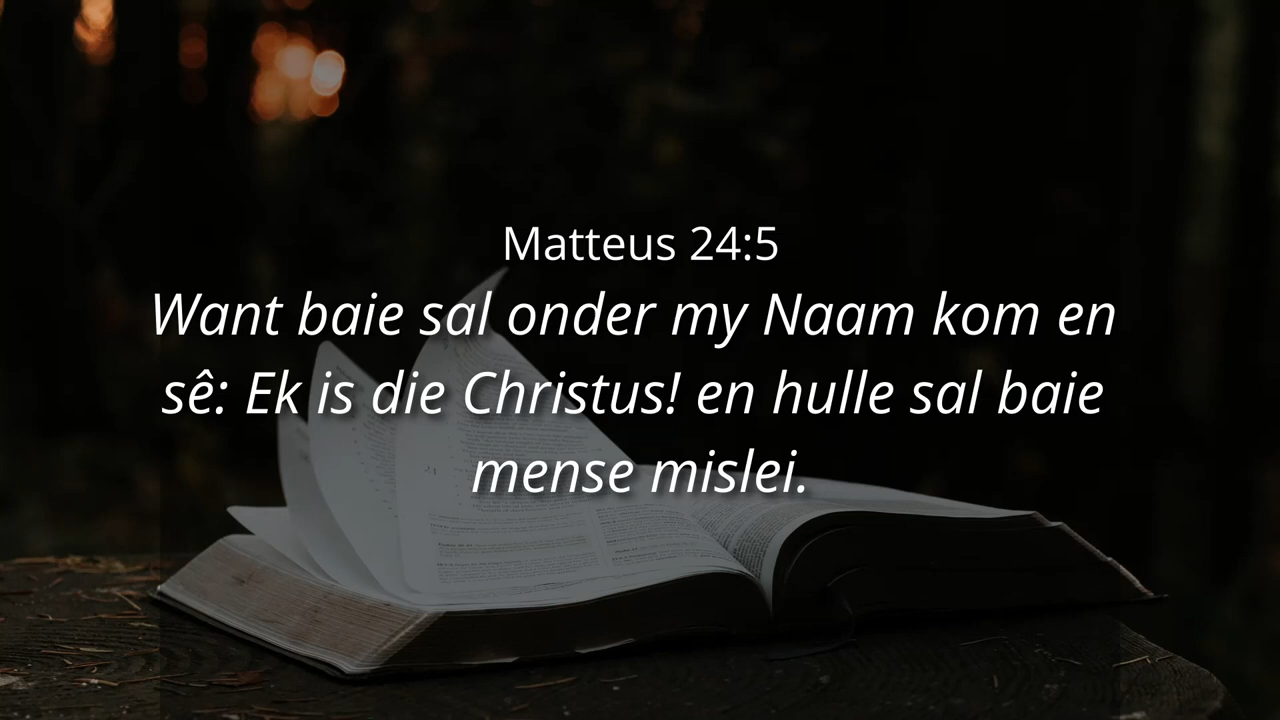 Matteus 24:5
Want baie sal onder my Naam kom en
sê: Ek is die Christus! en hulle sal baie
mense mislei.